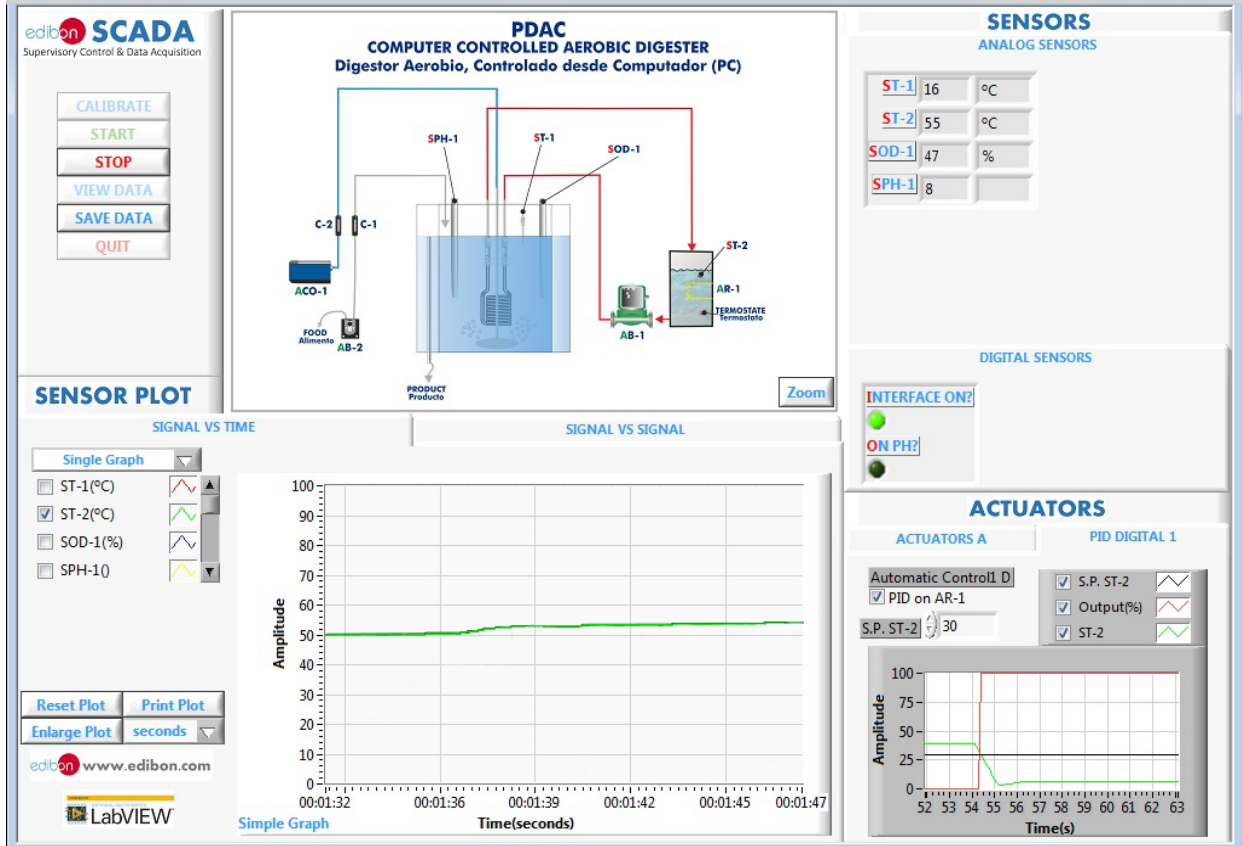 edibon SCADA
Supervisory Control & Data Acquisition
CALIBRATE
START
STOP
VIEW DATA
SAVE DATA
QUIT
PDAC
COMPUTER CONTROLLED AEROBIC DIGESTER
Digestor Aerobio, Controlado desde Computador (PC)
SPH-1
ST-1
SOD-1
C-2
C-1
ST-2
ACO-1
AR-1
TERMOSTATE
Termostato
FOOD
Alimento
AB-2
AB-1
PRODUCT
Producto
Zoom
SENSORS
ANALOG SENSORS
ST-1 16 ºC
ST-2 55 ºC
SOD-1 47 %
SPH-1 8
DIGITAL SENSORS
INTERFACE ON?
ON PH?
SENSOR PLOT
SIGNAL VS TIME
SIGNAL VS SIGNAL
Single Graph
ST-1(ºC)
ST-2(ºC)
SOD-1(%)
SPH-1()
Reset Plot Print Plot
Enlarge Plot seconds
edibon www.edibon.com
LabVIEW
Amplitude
100
90
80
70
60
50
40
30
20
10
0
00:01:32 00:01:36 00:01:39 00:01:42 00:01:45 00:01:47
Simple Graph Time(seconds)
ACTUATORS
ACTUATORS A
PID DIGITAL 1
Automatic Control1 D
PID on AR-1
S.P. ST-2 30
S.P. ST-2
Output(%)
ST-2
Amplitude
100
75
50
25
0
52 53 54 55 56 57 58 59 60 61 62 63
Time(s)